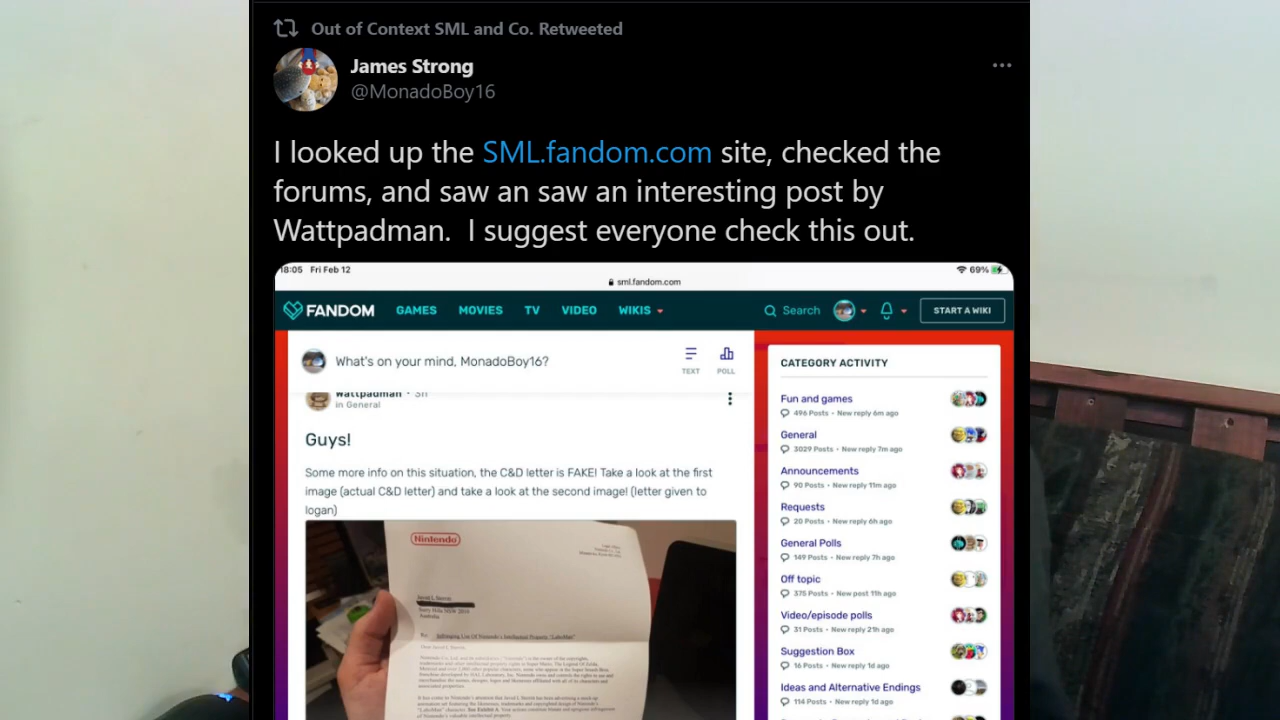 Out of Context SML and Co. Retweeted
James Strong
@MonadoBoy16
I looked up the SML.fandom.com site, checked the
forums, and saw an saw an interesting post by
Wattpadman.  I suggest everyone check this out.
18:05 Fri Feb 12
69%
sml.fandom.com
FANDOM GAMES MOVIES TV VIDEO WIKIS Search START A WIKI
What's on your mind, MonadoBoy16?
TEXT POLL
Wattpadman • 3h
in General
Guys!
Some more info on this situation, the C&D letter is FAKE! Take a look at the first
image (actual C&D letter) and take a look at the second image! (letter given to
logan)
Nintendo
Australia
CATEGORY ACTIVITY
Fun and games
496 Posts • New reply 6m ago
General
3029 Posts • New reply 7m ago
Announcements
90 Posts • New reply 11m ago
Requests
20 Posts • New reply 6h ago
General Polls
149 Posts • New reply 7h ago
Off topic
375 Posts • New post 11h ago
Video/episode polls
31 Posts • New reply 21h ago
Suggestion Box
16 Posts • New reply 1d ago
Ideas and Alternative Endings
114 Posts • New reply 1d ago